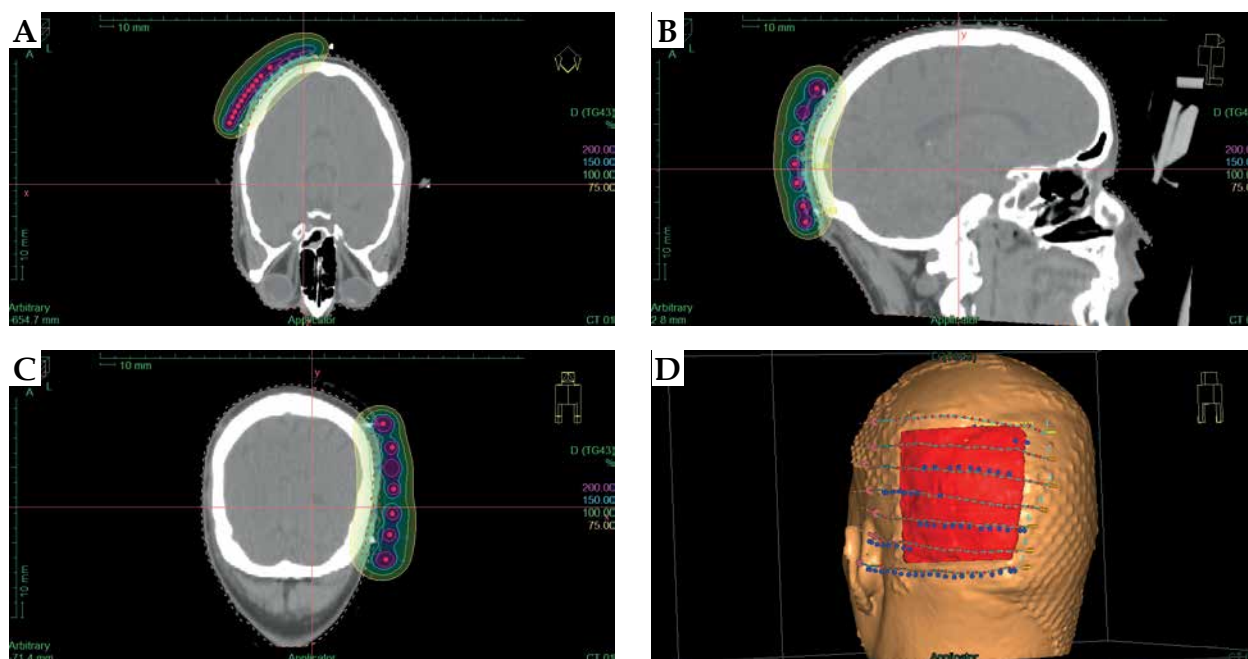 A
A
L
10 mm
D (TG43)
%
200.00
150.00
100.00
75.00
x
10 mm
Arbitrary
-654.7 mm
Applicator
CT 01
B
L
y
10 mm
D (TG43
200.
150.00
100.00
75.00
10 mm
Arbitrary
2.8 mm
Applicator
CT 0
C
A
L
10 mm
y
D (TG43)
%
200.00
150.00
100.00
75.00
10 mm
Arbitrary
71.4 mm
Applicator
CT 01
D
Applicator